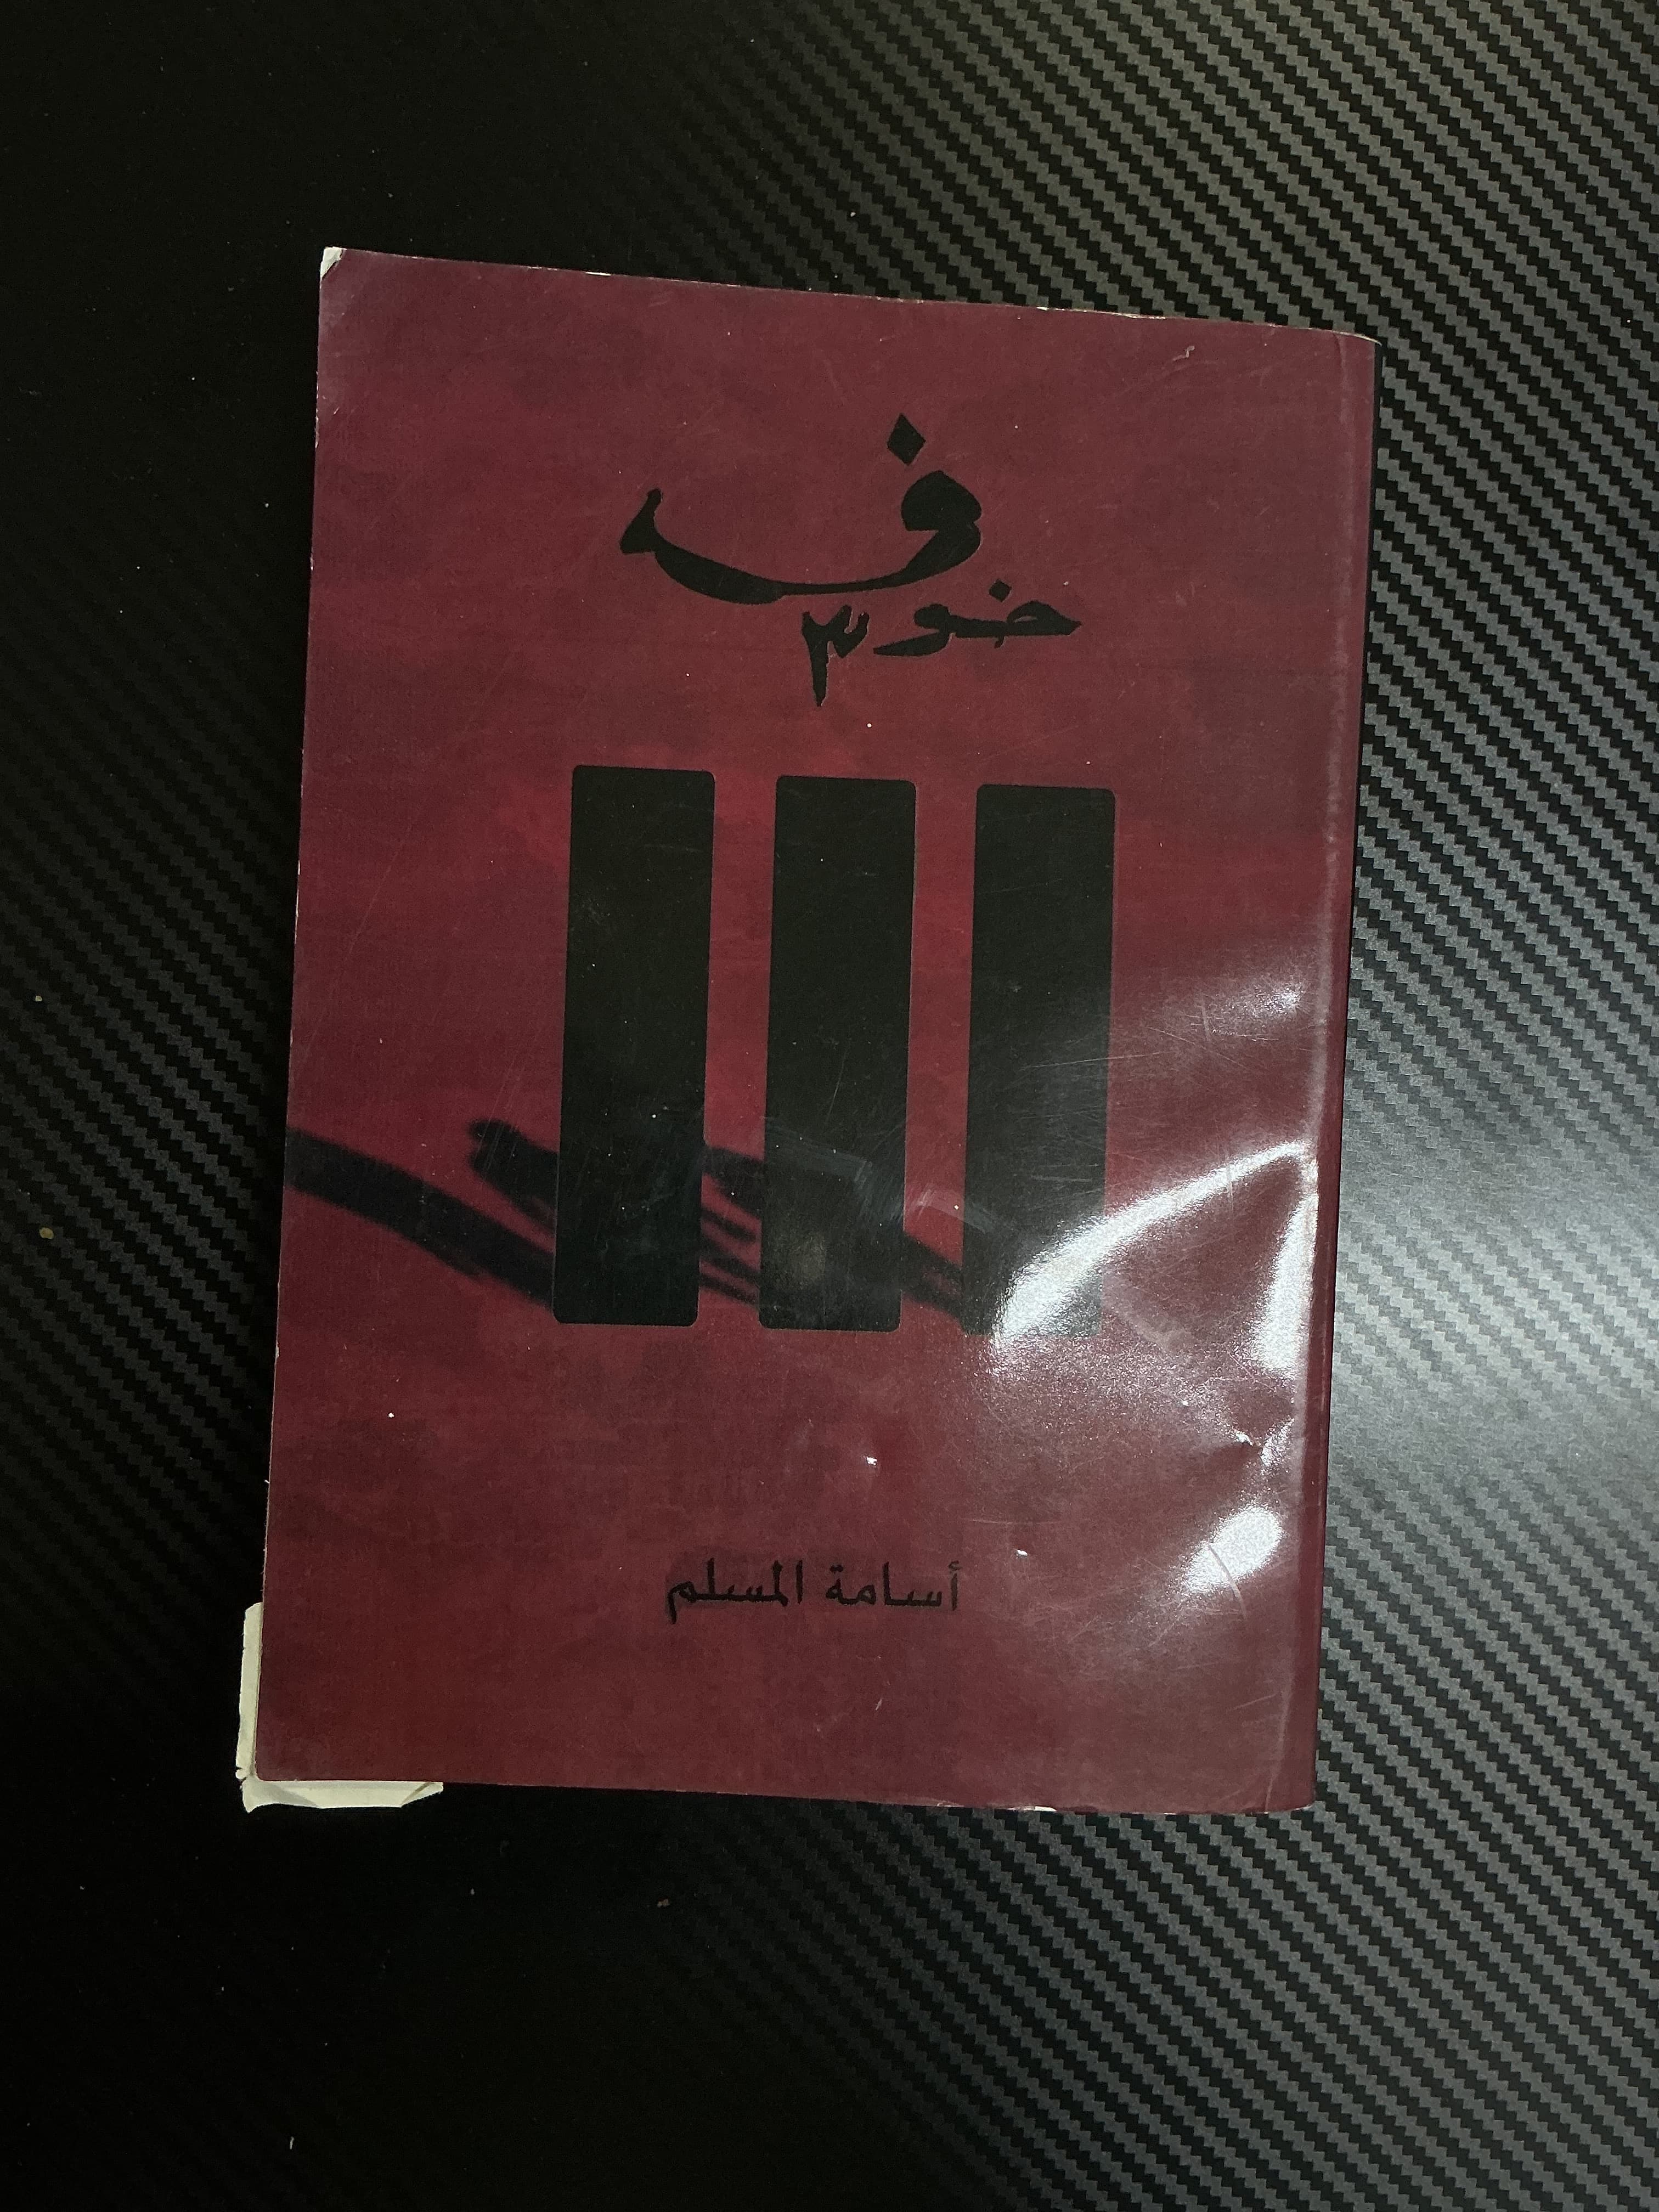 خوف ٣
أسامة المسلم